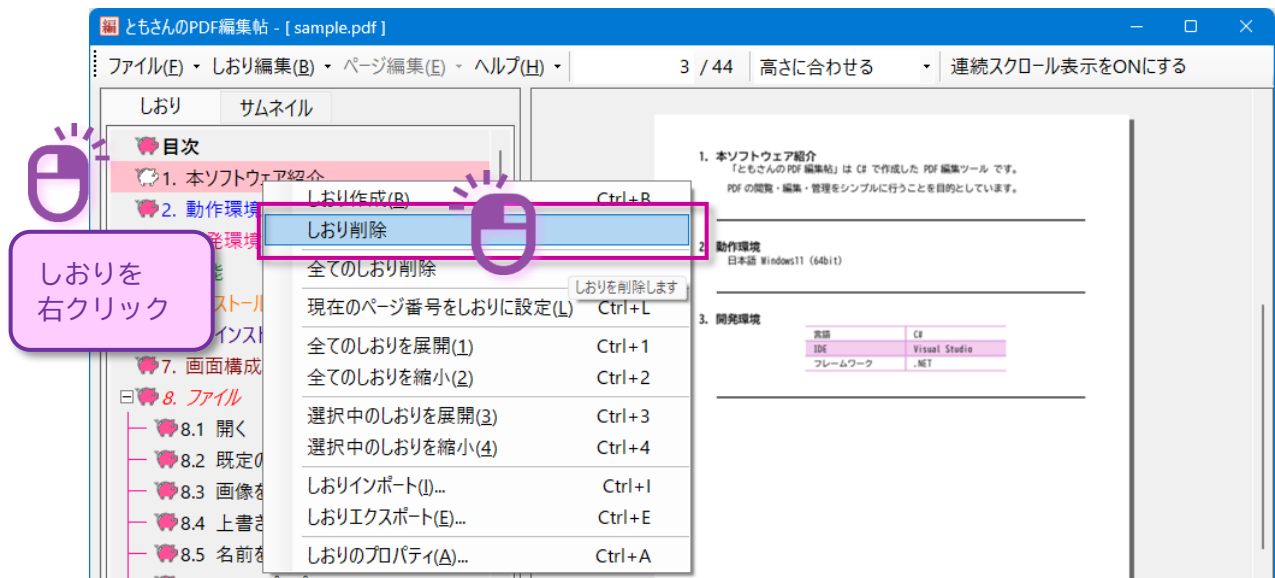 編 ともさんのPDF編集帖 - [ sample.pdf ]
ファイル(F) しおり編集(B) ページ編集(E) ヘルプ(H) 3 / 44 高さに合わせる 連続スクロール表示をONにする
しおり サムネイル
目次
1. 本ソフトウェア紹介
2. 動作環境
発環境
ストール
インスト
7. 画面構成
8. ファイル
8.1 開く
8.2 既定の
8.3 画像を
8.4 上書き
8.5 名前を
しおりを
右クリック
しおり作成(B) Ctrl+B
しおり削除
全てのしおり削除
しおりを削除します
現在のページ番号をしおりに設定(L) Ctrl+L
全てのしおりを展開(1) Ctrl+1
全てのしおりを縮小(2) Ctrl+2
選択中のしおりを展開(3) Ctrl+3
選択中のしおりを縮小(4) Ctrl+4
しおりインポート(I)... Ctrl+I
しおりエクスポート(E)... Ctrl+E
しおりのプロパティ(A)... Ctrl+A
1. 本ソフトウェア紹介
「ともさんのPDF編集帖」は C# で作成した PDF 編集ツール です。
PDF の閲覧・編集・管理をシンプルに行うことを目的としています。
2 動作環境
日本語 Windows11 (64bit)
3. 開発環境
言語 C#
IDE Visual Studio
フレームワーク .NET